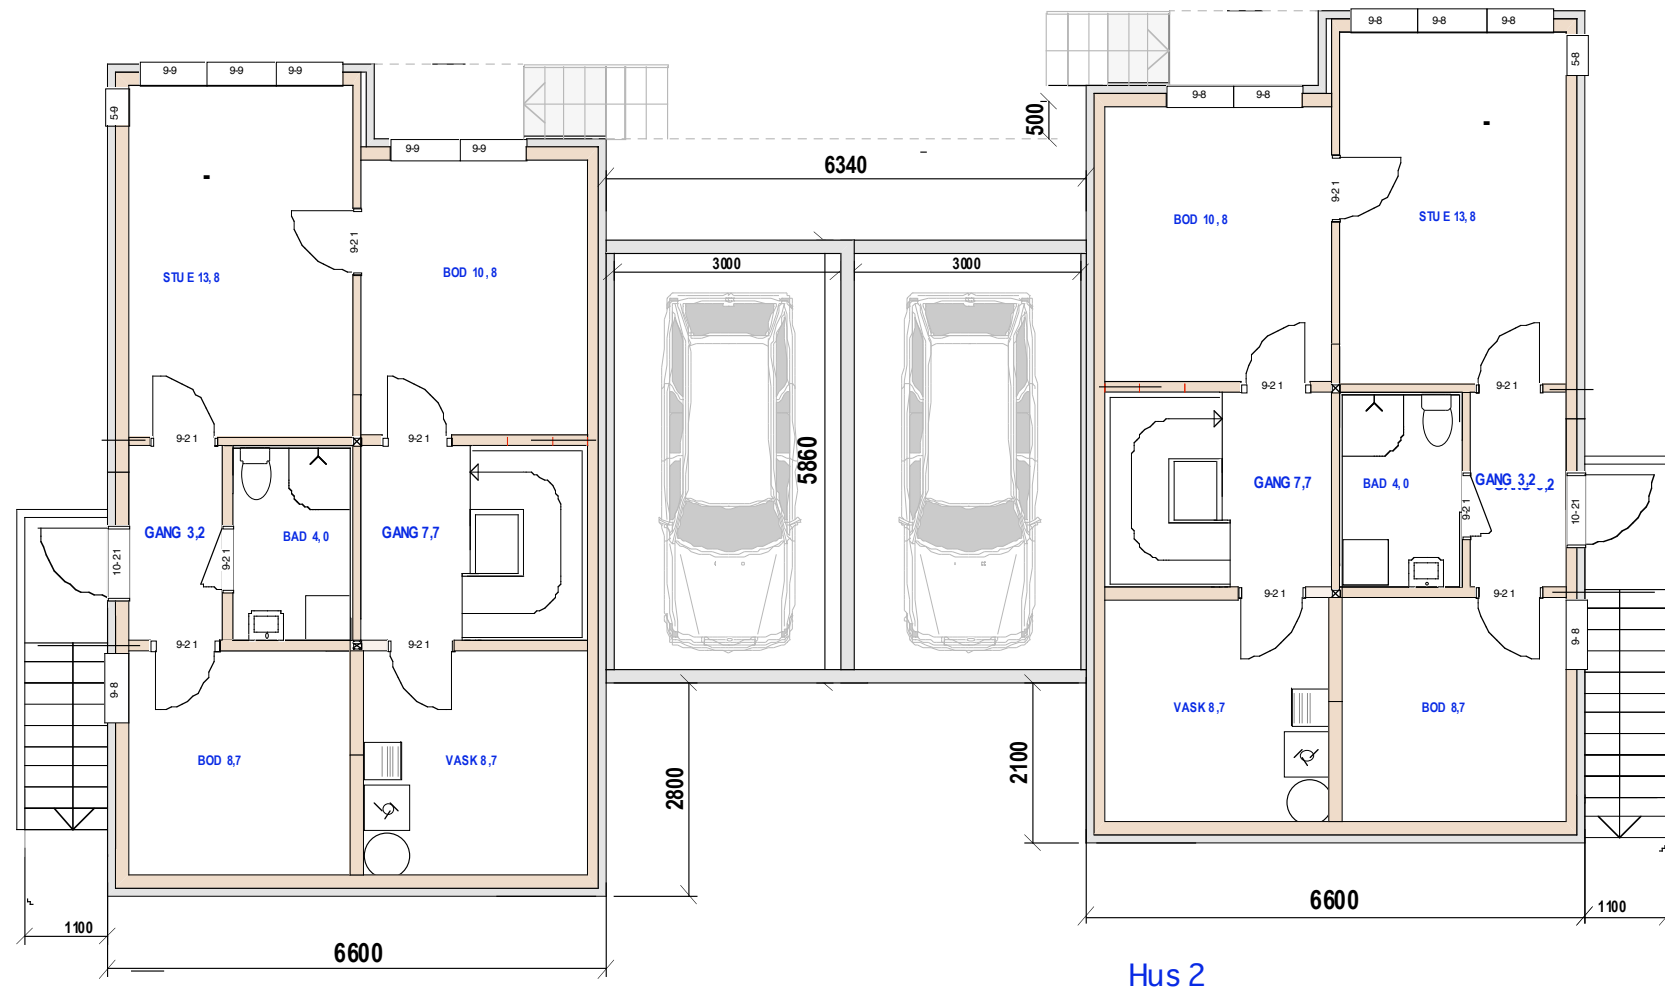 9-8 9-8 9-8
9-9 9-9 9-9
5-8
9-8 9-8
5-9
500
9-9 9-9
6340
9-21
BOD 10,8
STUE 13,8
9-21
3000
3000
STUE 13,8
BOD 10,8
9-21
9-21
9-21
9-21
5860
GANG 7,7
BAD 4,0
GANG 3,2
GANG 3,2
9-21
10-21
GANG 3,2
BAD 4,0
GANG 7,7
10-21
9-21
9-21
9-21
9-21
9-21
9-8
9-8
VASK 8,7
BOD 8,7
BOD 8,7
VASK 8,7
2800
2100
6600
1100
1100
6600
Hus 2